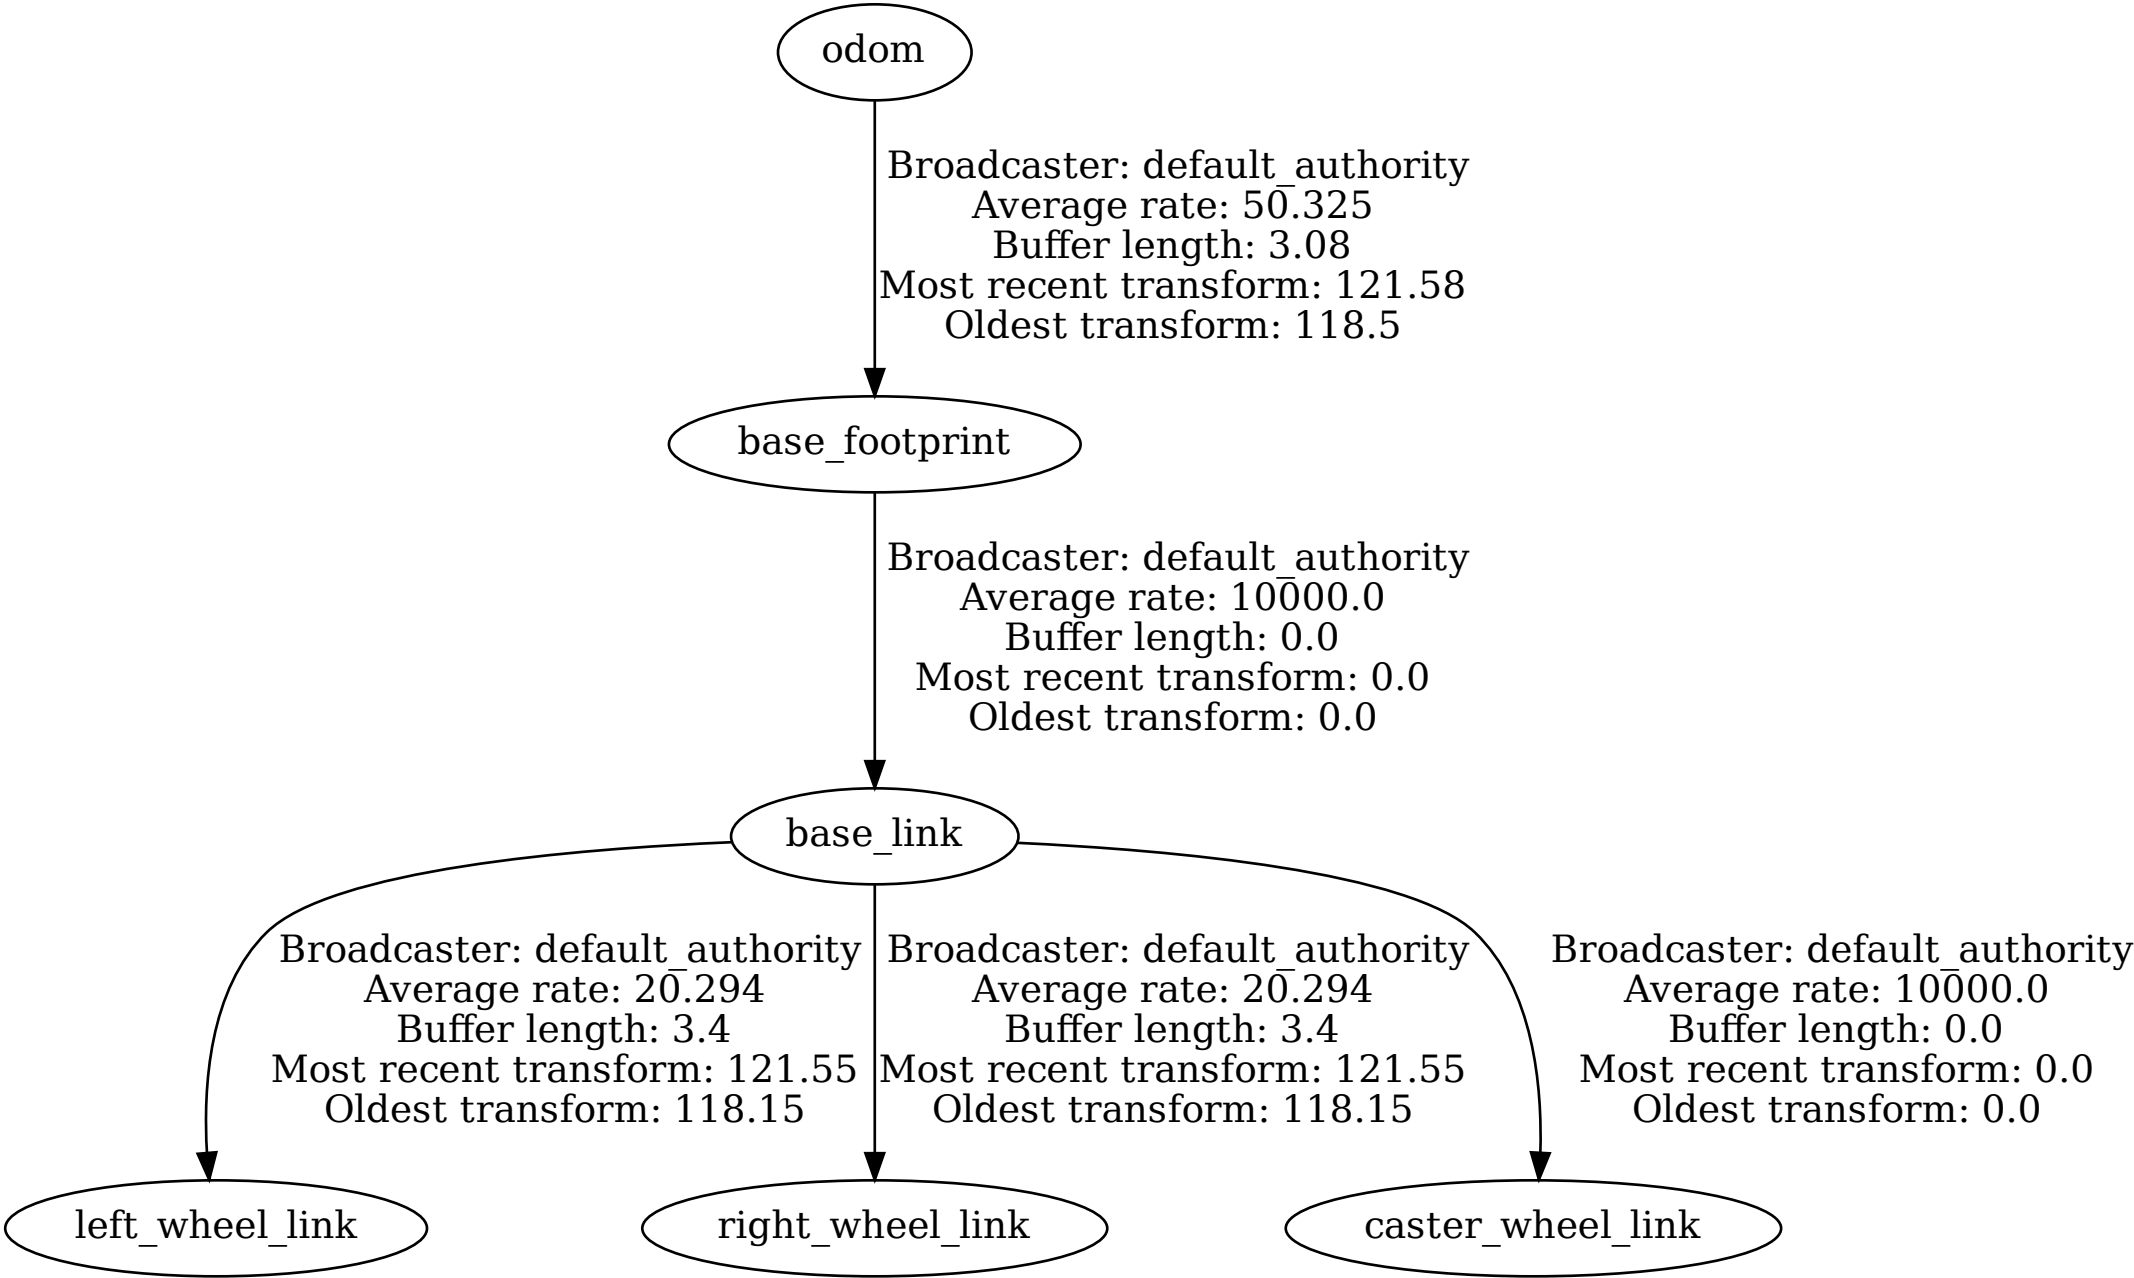 odom
Broadcaster: default_authority
Average rate: 50.325
Buffer length: 3.08
Most recent transform: 121.58
Oldest transform: 118.5
base_footprint
Broadcaster: default_authority
Average rate: 10000.0
Buffer length: 0.0
Most recent transform: 0.0
Oldest transform: 0.0
base_link
Broadcaster: default_authority
Average rate: 20.294
Buffer length: 3.4
Most recent transform: 121.55
Oldest transform: 118.15
Broadcaster: default_authority
Average rate: 20.294
Buffer length: 3.4
Most recent transform: 121.55
Oldest transform: 118.15
Broadcaster: default_authority
Average rate: 10000.0
Buffer length: 0.0
Most recent transform: 0.0
Oldest transform: 0.0
left_wheel_link
right_wheel_link
caster_wheel_link